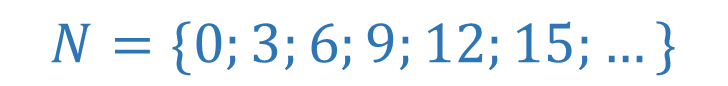 N = {0; 3; 6; 9; 12; 15; … }